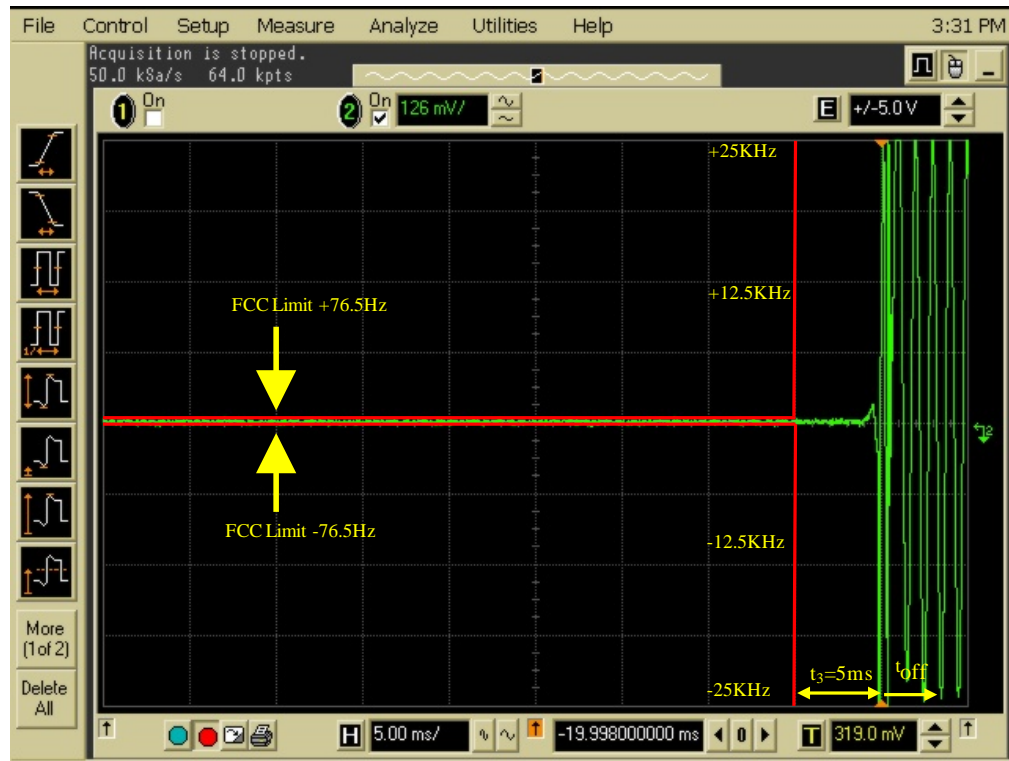 File Control Setup Measure Analyze Utilities Help 3:31 PM
Acquisition is stopped.
50.0 kSa/s 64.0 kpts
1 On 2 On 126 mV/ E +/-5.0 V
+25KHz
+12.5KHz
FCC Limit +76.5Hz
2
FCC Limit -76.5Hz
-12.5KHz
1/
More
(1of 2)
t3=5ms toff
-25KHz
Delete
All
H 5.00 ms/ -19.998000000 ms 0 T 319.0 mV